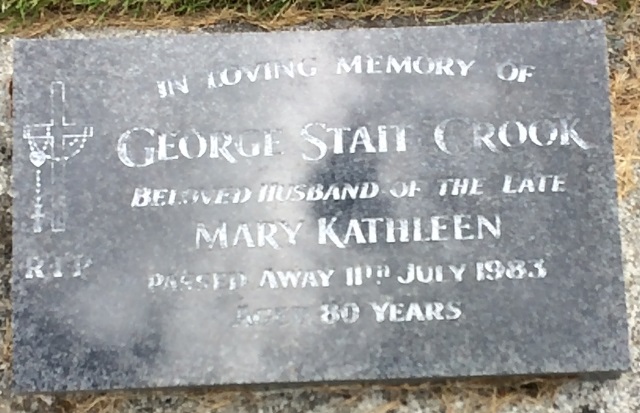 IN LOVING MEMORY OF
GEORGE STAIT CROOK
BELOVED HUSBAND OF THE LATE
MARY KATHLEEN
R.I.P
PASSED AWAY 11TH JULY 1983
AGED 80 YEARS